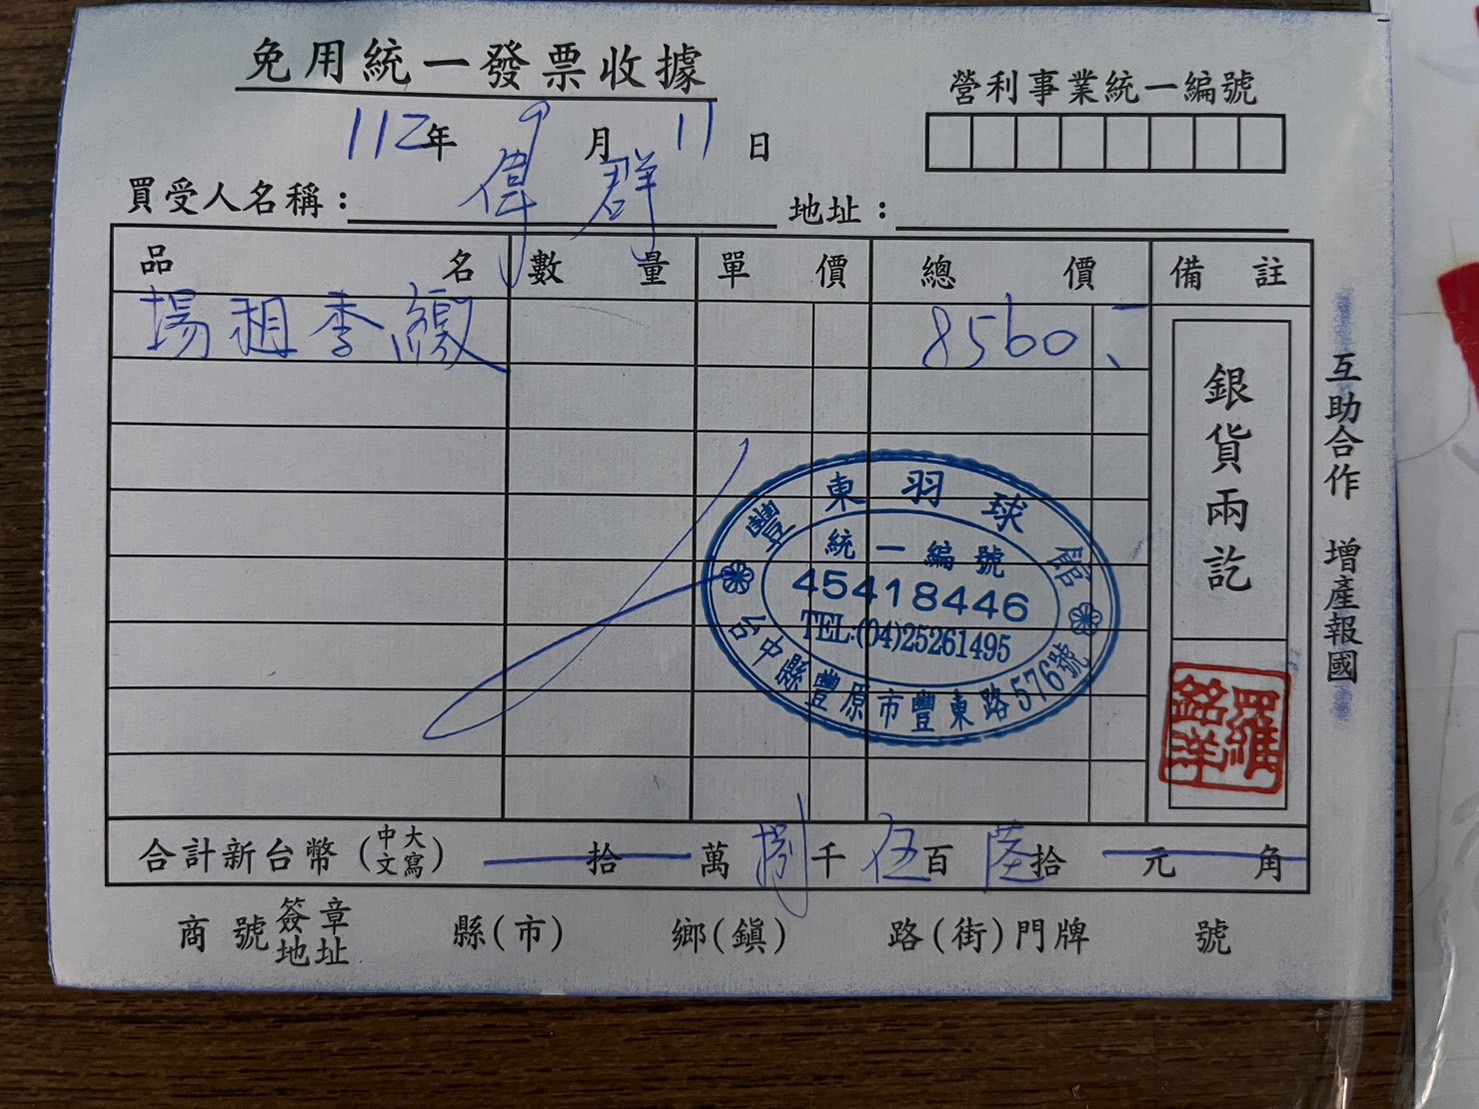 免用統一發票收據
營利事業統一編號
112年 9月 11日
買受人名稱：偉群 地址：
品名 數量 單價 總價 備註
場租季繳 8560、-
銀貨兩訖
豐東羽球館
統一編號
45418446
TEL:(04)25261495
台中縣豐原市豐東路576號
羅銘洋
合計新台幣（中文大寫） 拾 萬 捌千 伍百 陸拾 元 角
商號簽章地址 縣(市) 鄉(鎮) 路(街)門牌 號
互助合作 增產報國